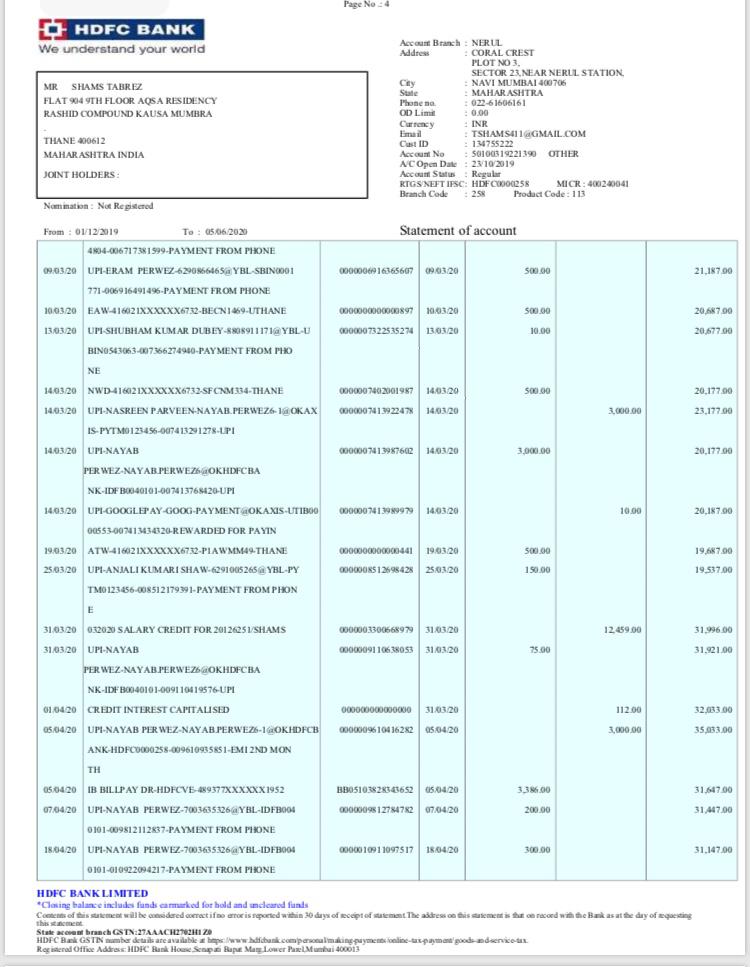 Page No .: 4
HDFC BANK
We understand your world
MR SHAMS TABREZ
FLAT 904 9TH FLOOR AQSA RESIDENCY
RASHID COMPOUND KAUSA MUMBRA
.
THANE 400612
MAHARASHTRA INDIA
JOINT HOLDERS :
Nomination : Not Registered
Account Branch : NERUL
Address : CORAL CREST
PLOT NO 3,
SECTOR 23,NEAR NERUL STATION,
City : NAVI MUMBAI 400706
State : MAHARASHTRA
Phone no. : 022-61606161
OD Limit : 0.00
Currency : INR
Email : TSHAMS411@GMAIL.COM
Cust ID : 134755222
Account No : 50100319221390 OTHER
A/C Open Date : 23/10/2019
Account Status : Regular
RTGS/NEFT IFSC: HDFC0000258 MICR : 400240041
Branch Code : 258 Product Code : 113
From : 01/12/2019 To : 05/06/2020 Statement of account
4804-006717381599-PAYMENT FROM PHONE
09/03/20 UPI-ERAM PERWEZ-6290866465@YBL-SBIN0001 0000006916365607 09/03/20 500.00 21,187.00
771-006916491496-PAYMENT FROM PHONE
10/03/20 EAW-416021XXXXXX6732-BECN1469-UTHANE 0000000000000897 10/03/20 500.00 20,687.00
13/03/20 UPI-SHUBHAM KUMAR DUBEY-8808911171@YBL-U 0000007322535274 13/03/20 10.00 20,677.00
BIN0543063-007366274940-PAYMENT FROM PHO
NE
14/03/20 NWD-416021XXXXXX6732-SFCNM334-THANE 0000007402001987 14/03/20 500.00 20,177.00
14/03/20 UPI-NASREEN PARVEEN-NAYAB.PERWEZ6-1@OKAX 0000007413922478 14/03/20 3,000.00 23,177.00
IS-PYTM0123456-007413291278-UPI
14/03/20 UPI-NAYAB 0000007413987602 14/03/20 3,000.00 20,177.00
PERWEZ-NAYAB.PERWEZ6@OKHDFCBA
NK-IDFB0040101-007413768420-UPI
14/03/20 UPI-GOOGLEPAY-GOOG-PAYMENT@OKAXIS-UTIB00 0000007413989979 14/03/20 10.00 20,187.00
00553-007413434320-REWARDED FOR PAYIN
19/03/20 ATW-416021XXXXXX6732-P1AWMM49-THANE 0000000000000441 19/03/20 500.00 19,687.00
25/03/20 UPI-ANJALI KUMARI SHAW-6291005265@YBL-PY 0000008512698428 25/03/20 150.00 19,537.00
TM0123456-008512179391-PAYMENT FROM PHON
E
31/03/20 032020 SALARY CREDIT FOR 20126251/SHAMS 0000003300668979 31/03/20 12,459.00 31,996.00
31/03/20 UPI-NAYAB 0000009110638053 31/03/20 75.00 31,921.00
PERWEZ-NAYAB.PERWEZ6@OKHDFCBA
NK-IDFB0040101-009110419576-UPI
01/04/20 CREDIT INTEREST CAPITALISED 000000000000000 31/03/20 112.00 32,033.00
05/04/20 UPI-NAYAB PERWEZ-NAYAB.PERWEZ6-1@OKHDFCB 0000009610416282 05/04/20 3,000.00 35,033.00
ANK-HDFC0000258-009610935851-EMI 2ND MON
TH
05/04/20 IB BILLPAY DR-HDFCVE-489377XXXXXX1952 BB05103828343652 05/04/20 3,386.00 31,647.00
07/04/20 UPI-NAYAB PERWEZ-7003635326@YBL-IDFB004 0000009812784782 07/04/20 200.00 31,447.00
0101-009812112837-PAYMENT FROM PHONE
18/04/20 UPI-NAYAB PERWEZ-7003635326@YBL-IDFB004 0000010911097517 18/04/20 300.00 31,147.00
0101-010922094217-PAYMENT FROM PHONE
HDFC BANK LIMITED
*Closing balance includes funds earmarked for hold and uncleared funds
Contents of this statement will be considered correct if no error is reported within 30 days of receipt of statement.The address on this statement is that on record with the Bank as at the day of requesting
this statement.
State account branch GSTN:27AAACH2702H1Z0
HDFC Bank GSTIN number details are available at https://www.hdfcbank.com/personal/making-payments/online-tax-payment/goods-and-service-tax.
Registered Office Address: HDFC Bank House,Senapati Bapat Marg,Lower Parel,Mumbai 400013